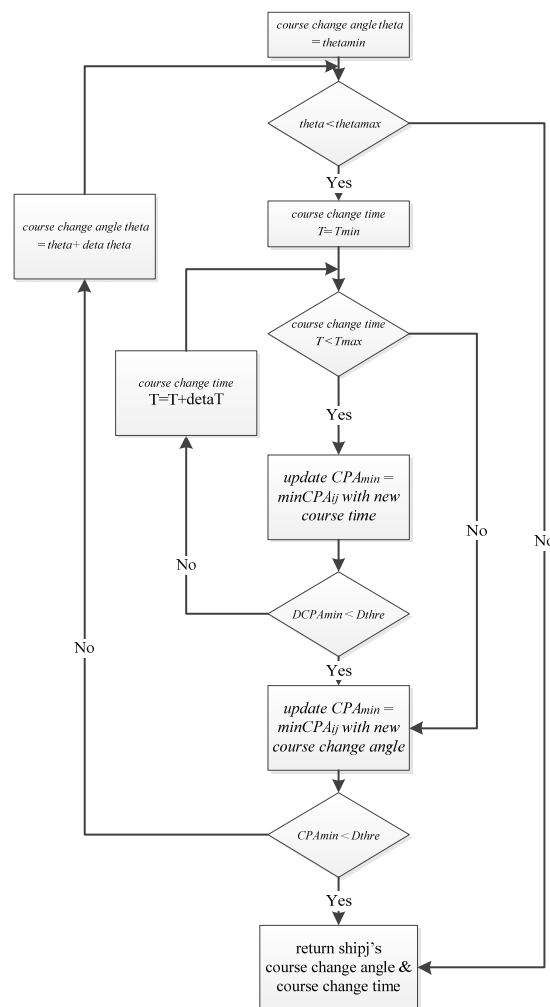 course change angle theta
= thetamin
theta < thetamax
Yes
course change time
T= Tmin
course change angle theta
= theta + deta theta
course change time
T < Tmax
course change time
T=T+detaT
Yes
update CPAmin =
minCPAij with new
course time
No
No
No
DCPAmin < Dthre
No
Yes
update CPAmin =
minCPAij with new
course change angle
CPAmin < Dthre
Yes
return shipj's
course change angle &
course change time